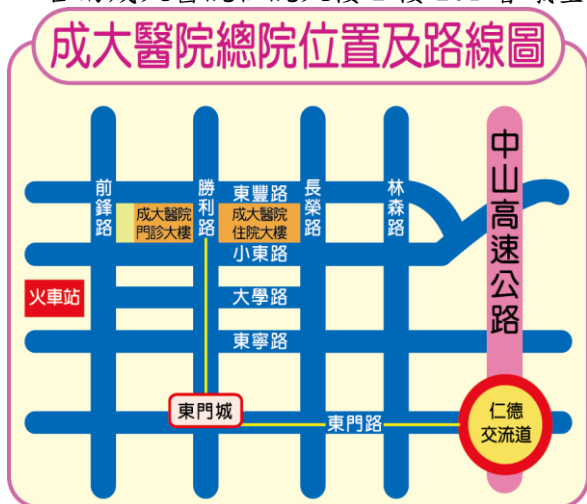 成大醫院總院位置及路線圖
中山高速公路
前鋒路
勝利路
長榮路
林森路
東豐路
成大醫院
門診大樓
成大醫院
住院大樓
小東路
火車站
大學路
東寧路
東門城
東門路
仁德
交流道